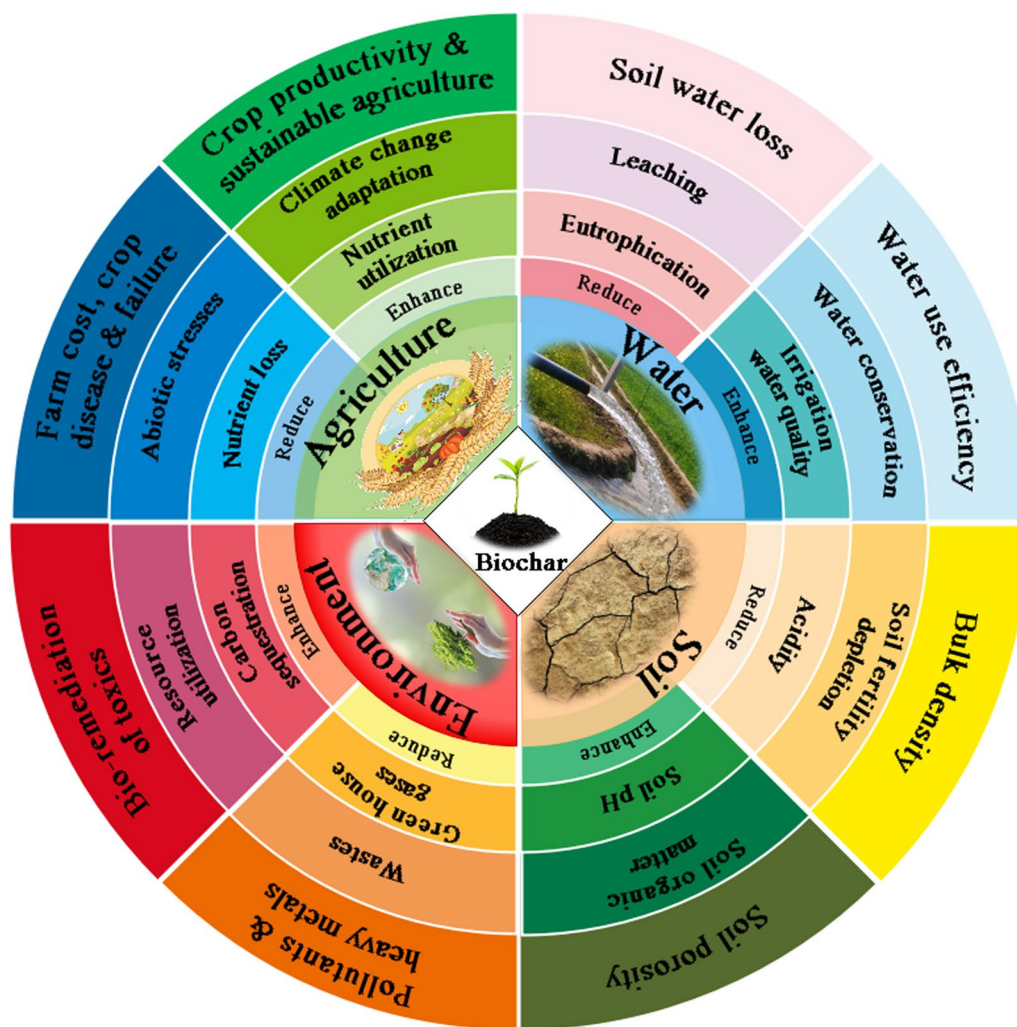 Crop productivity &
sustainable agriculture
Climate change
adaptation
Nutrient
utilization
Enhance
Agriculture
Farm cost, crop
disease & failure
Abiotic stresses
Nutrient loss
Reduce
Soil water loss
Leaching
Eutrophication
Reduce
Water
Water use efficiency
Water conservation
Irrigation
water quality
Enhance
Biochar
Bio-remediation
of toxics
Resource
utilization
Carbon
sequestration
Enhance
Environment
Reduce
Green house
gases
Wastes
Pollutants &
heavy metals
Soil
Reduce
Acidity
Soil fertility
depletion
Bulk density
Enhance
Soil pH
Soil organic
matter
Soil porosity